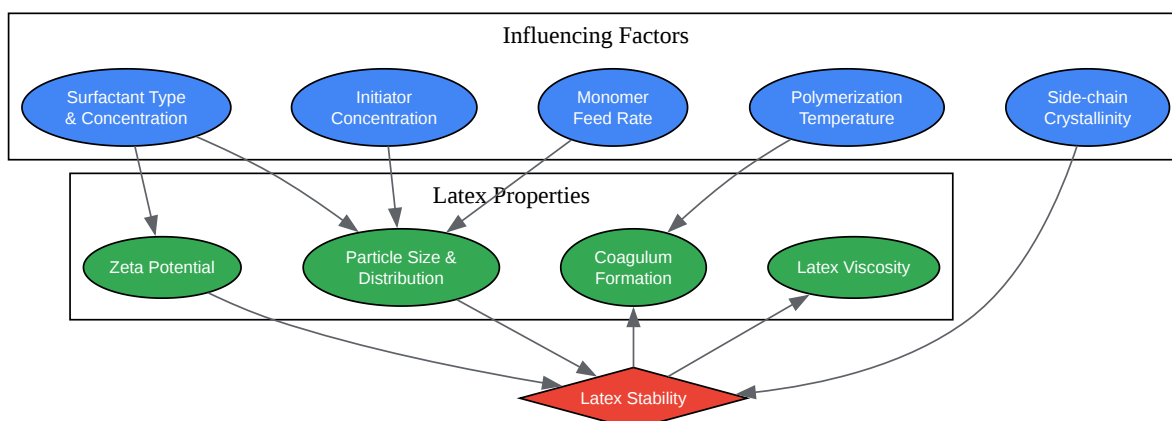 Influencing Factors
Surfactant Type
& Concentration
Initiator
Concentration
Monomer
Feed Rate
Polymerization
Temperature
Side-chain
Crystallinity
Latex Properties
Zeta Potential
Particle Size &
Distribution
Coagulum
Formation
Latex Viscosity
Latex Stability